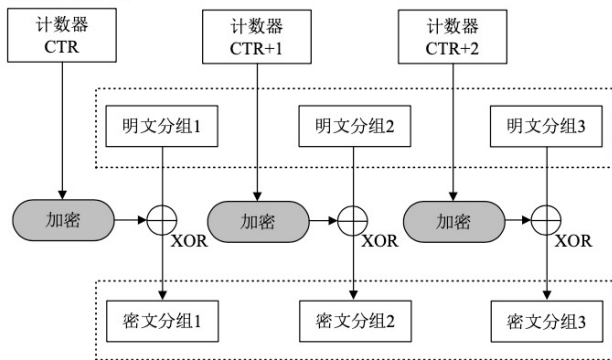 计数器
CTR
计数器
CTR+1
计数器
CTR+2
明文分组1
明文分组2
明文分组3
加密
XOR
加密
XOR
加密
XOR
密文分组1
密文分组2
密文分组3